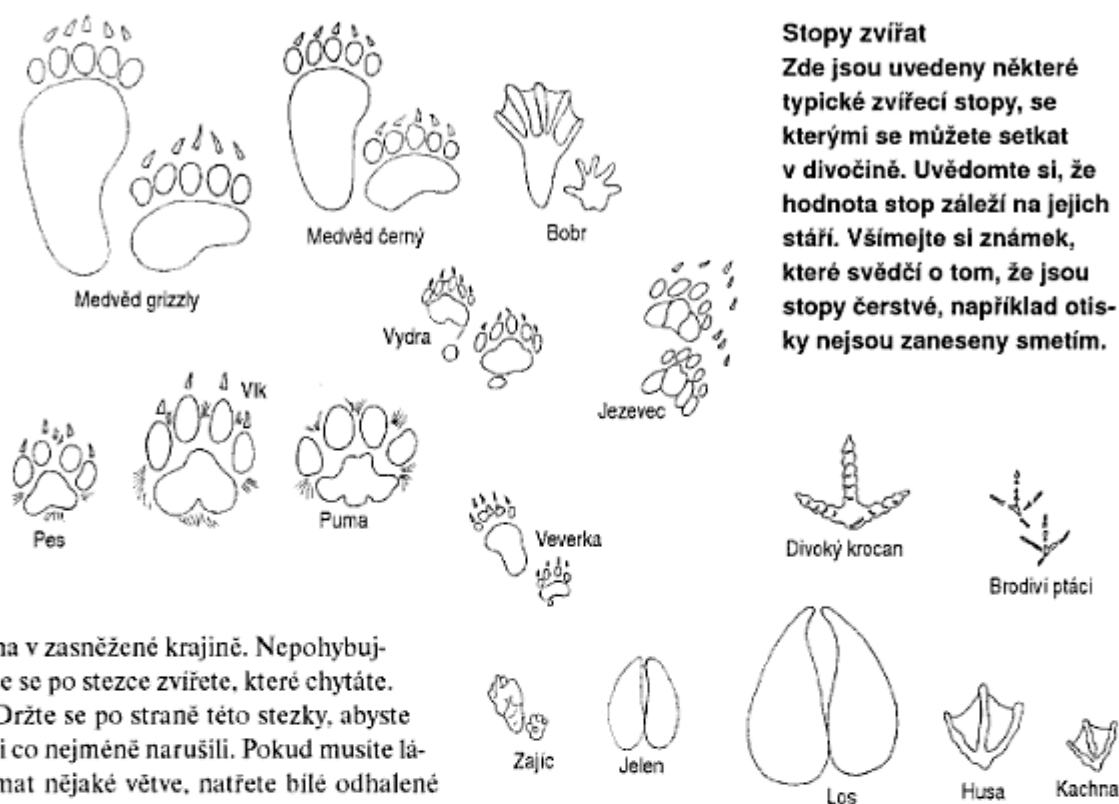 Stopy zvířat
Zde jsou uvedeny některé
typické zvířecí stopy, se
kterými se můžete setkat
v divočině. Uvědomte si, že
hodnota stop záleží na jejich
stáří. Všímejte si známek,
které svědčí o tom, že jsou
stopy čerstvé, například otis-
ky nejsou zaneseny smetím.
Medvěd grizzly
Medvěd černý
Bobr
Vydra
Jezevec
Pes
Vlk
Puma
Veverka
Divoký krocan
Brodiví ptáci
Zajíc
Jelen
Los
Husa
Kachna
na v zasněžené krajině. Nepohybuj-
e se po stezce zvířete, které chytáte.
Držte se po straně této stezky, abyste
i co nejméně narušili. Pokud musíte lá-
mat nějaké větve, natřete bílé odhalené